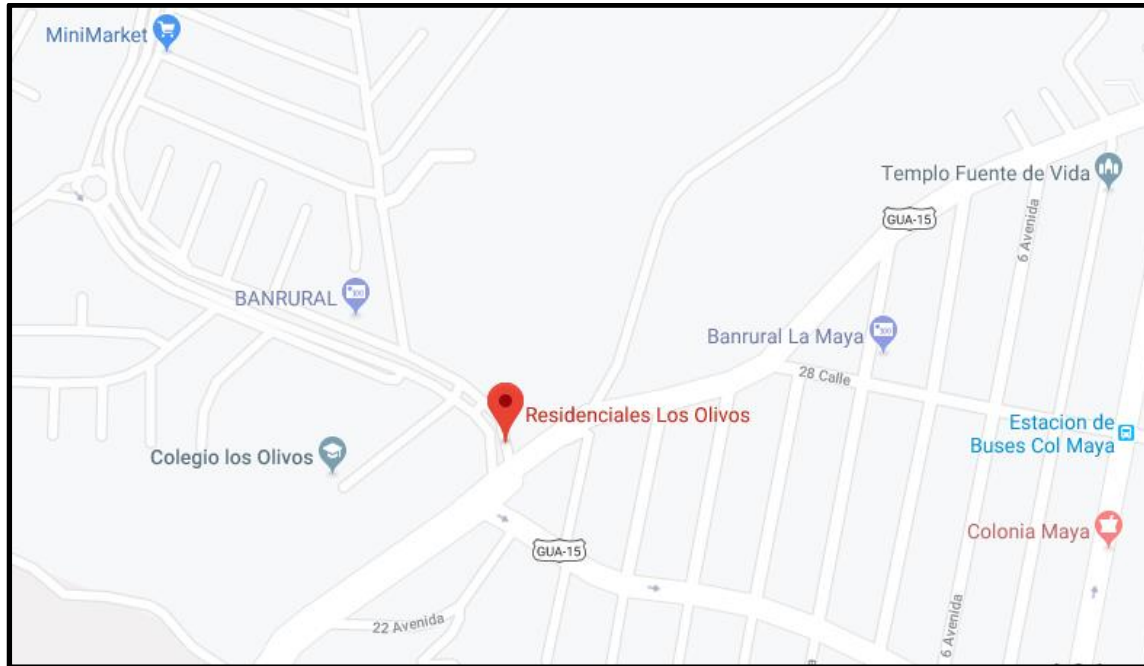 MiniMarket
Templo Fuente de Vida
GUA-15
6 Avenida
BANRURAL
Banrural La Maya
28 Calle
Residenciales Los Olivos
Estacion de
Buses Col Maya
Colegio los Olivos
Colonia Maya
GUA-15
22 Avenida
6 Avenida